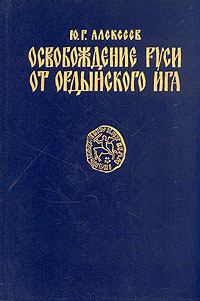 Ю.Г. АЛЕКСЕЕВ
ОСВОБОЖДЕНИЕ РУСИ
ОТ ОРДЫНСКОГО ИГА